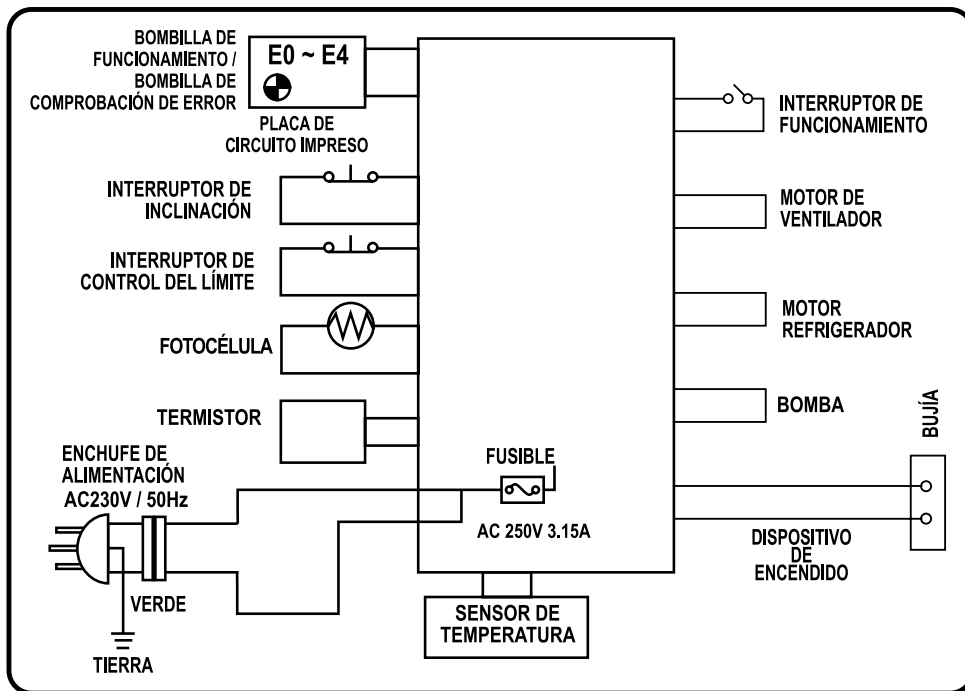 BOMBILLA DE
FUNCIONAMIENTO /
BOMBILLA DE
COMPROBACIÓN DE ERROR
E0 ~ E4
PLACA DE
CIRCUITO IMPRESO
INTERRUPTOR DE
INCLINACIÓN
INTERRUPTOR DE
CONTROL DEL LÍMITE
FOTOCÉLULA
TERMISTOR
ENCHUFE DE
ALIMENTACIÓN
AC230V / 50Hz
VERDE
TIERRA
FUSIBLE
AC 250V 3.15A
SENSOR DE
TEMPERATURA
INTERRUPTOR DE
FUNCIONAMIENTO
MOTOR DE
VENTILADOR
MOTOR
REFRIGERADOR
BOMBA
BUJÍA
DISPOSITIVO
DE
ENCENDIDO